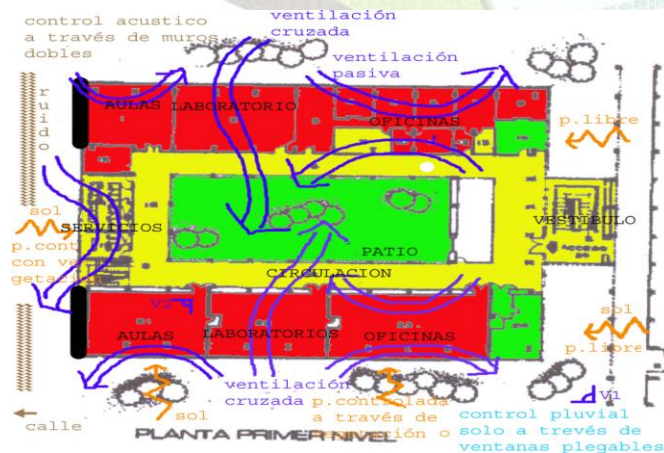 control acustico
a través de muros
dobles
ventilación
cruzada
ventilación
pasiva
ruido
AULAS
LABORATORIO
OFICINAS
p.libre
sol
SERVICIOS
p.cont
con ve
getaci
VESTÍBULO
PATIO
CIRCULACION
V2
AULAS
LABORATORIOS
OFICINAS
sol
p.libre
ventilación
cruzada
sol
p.controlada
a través de
o
V1
calle
control pluvial
solo a trevés de
ventanas plegables
PLANTA PRIMER NIVEL